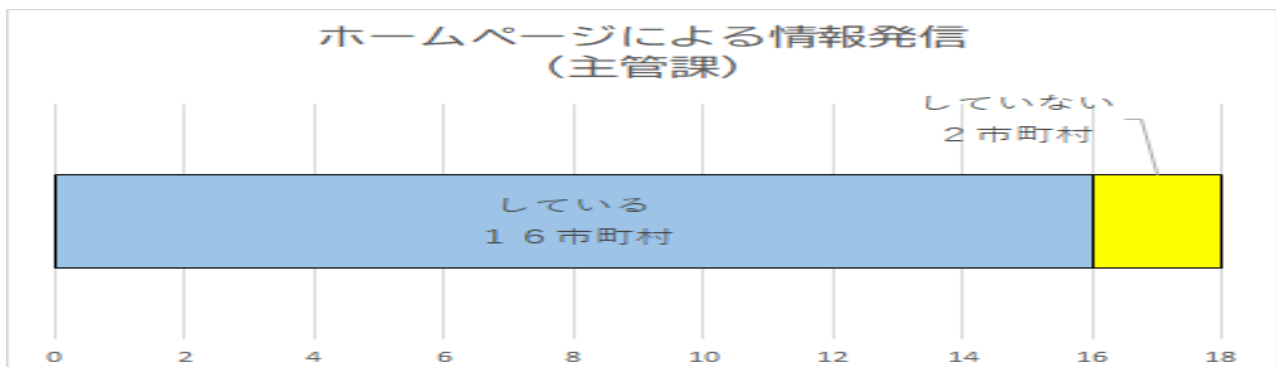 ホームページによる情報発信
（主管課）
していない
２市町村
している
１６市町村
0 2 4 6 8 10 12 14 16 18